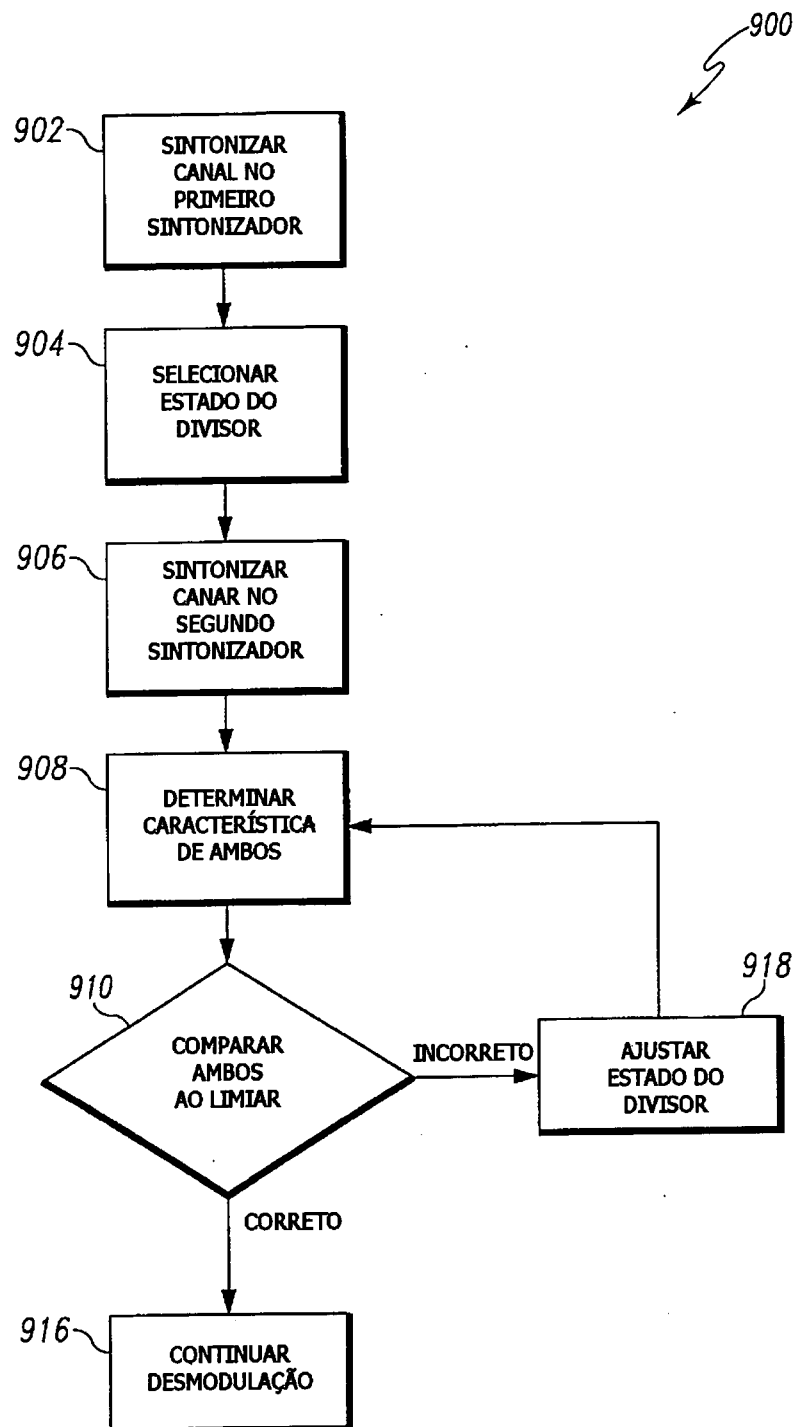 900
902
SINTONIZAR
CANAL NO
PRIMEIRO
SINTONIZADOR
904
SELECIONAR
ESTADO DO
DIVISOR
906
SINTONIZAR
CANAR NO
SEGUNDO
SINTONIZADOR
908
DETERMINAR
CARACTERÍSTICA
DE AMBOS
910
COMPARAR
AMBOS
AO LIMIAR
INCORRETO
918
AJUSTAR
ESTADO DO
DIVISOR
CORRETO
916
CONTINUAR
DESMODULAÇÃO